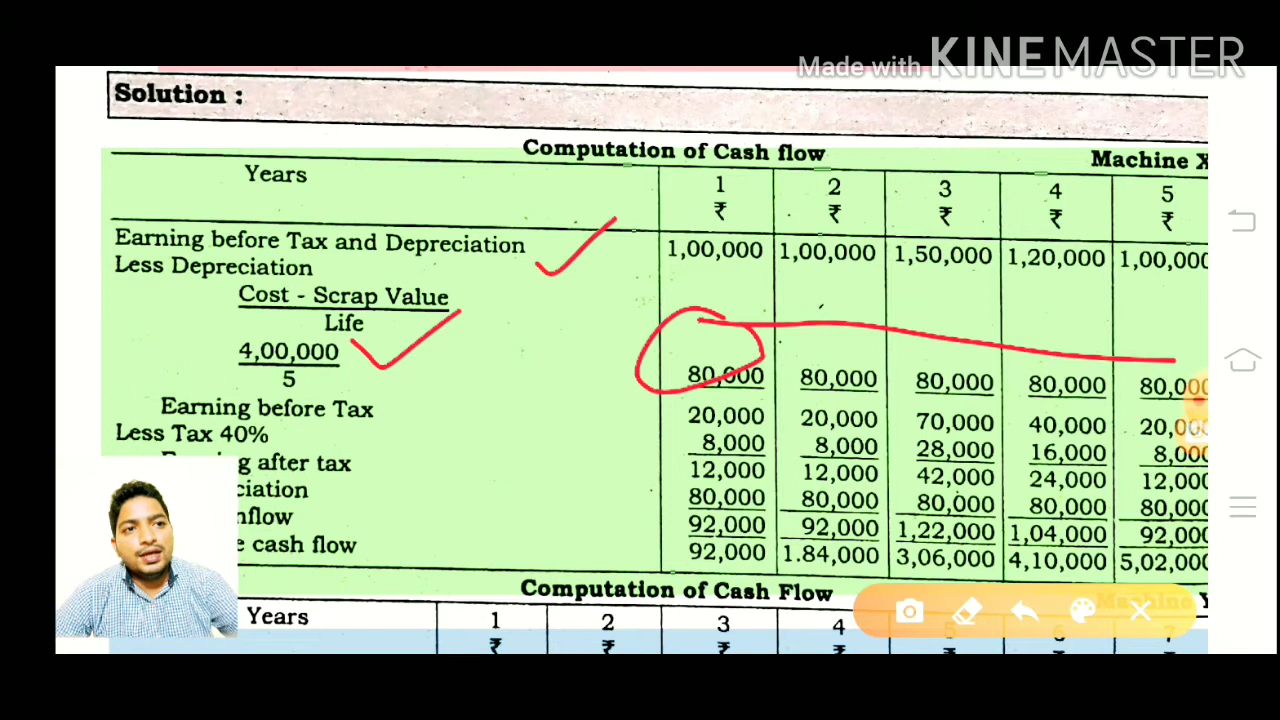 Made with KINEMASTER
Solution :
Computation of Cash flow Machine X
Years 1 2 3 4 5
₹ ₹ ₹ ₹ ₹
Earning before Tax and Depreciation 1,00,000 1,00,000 1,50,000 1,20,000 1,00,000
Less Depreciation
Cost - Scrap Value
Life
4,00,000
5
80,000 80,000 80,000 80,000 80,000
Earning before Tax 20,000 20,000 70,000 40,000 20,000
Less Tax 40% 8,000 8,000 28,000 16,000 8,000
g after tax 12,000 12,000 42,000 24,000 12,000
ciation 80,000 80,000 80,000 80,000 80,000
nflow 92,000 92,000 1,22,000 1,04,000 92,000
e cash flow 92,000 1.84,000 3,06,000 4,10,000 5,02,000
Computation of Cash Flow Y
Years 1 2 3 4 6 7
₹ ₹ ₹ ₹ ₹ ₹